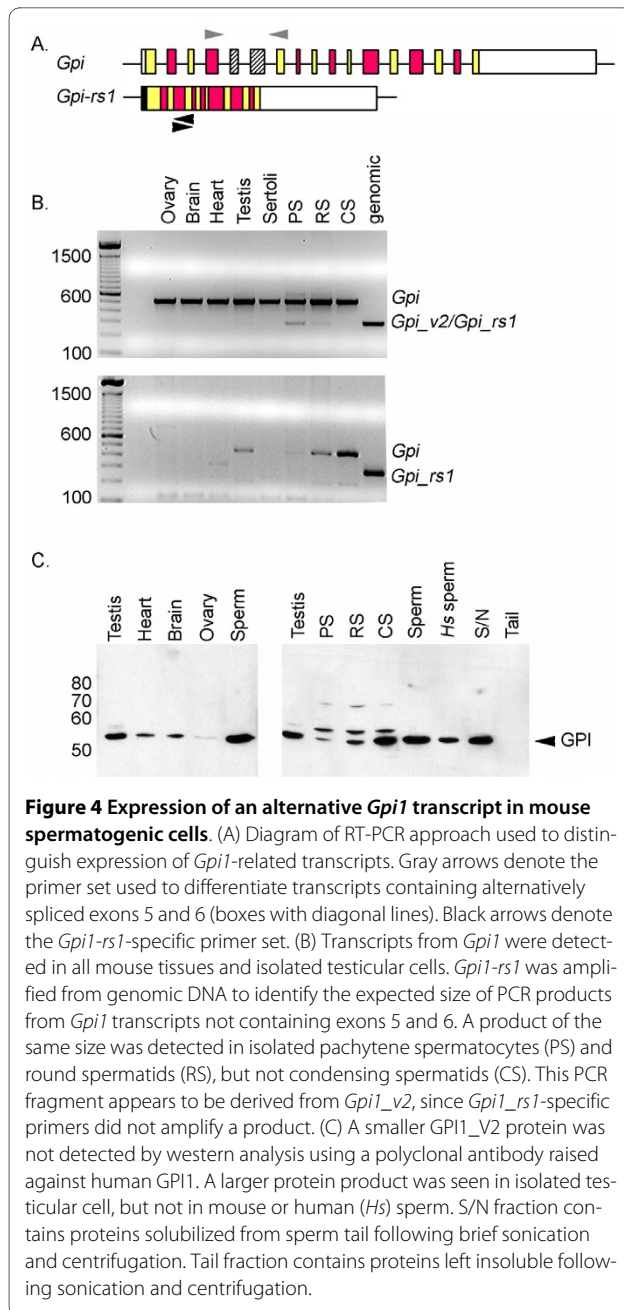 A.
Gpi
Gpi-rs1
B.
Ovary Brain Heart Testis Sertoli PS RS CS genomic
1500
600
100
Gpi
Gpi_v2/Gpi_rs1
1500
600
100
Gpi
Gpi_rs1
C.
Testis Heart Brain Ovary Sperm Testis PS RS CS Sperm Hs sperm S/N Tail
80
70
60
50
GPI
Figure 4 Expression of an alternative Gpi1 transcript in mouse
spermatogenic cells. (A) Diagram of RT-PCR approach used to distin-
guish expression of Gpi1-related transcripts. Gray arrows denote the
primer set used to differentiate transcripts containing alternatively
spliced exons 5 and 6 (boxes with diagonal lines). Black arrows denote
the Gpi1-rs1-specific primer set. (B) Transcripts from Gpi1 were detect-
ed in all mouse tissues and isolated testicular cells. Gpi1-rs1 was ampli-
fied from genomic DNA to identify the expected size of PCR products
from Gpi1 transcripts not containing exons 5 and 6. A product of the
same size was detected in isolated pachytene spermatocytes (PS) and
round spermatids (RS), but not condensing spermatids (CS). This PCR
fragment appears to be derived from Gpi1_v2, since Gpi1_rs1-specific
primers did not amplify a product. (C) A smaller GPI1_V2 protein was
not detected by western analysis using a polyclonal antibody raised
against human GPI1. A larger protein product was seen in isolated tes-
ticular cell, but not in mouse or human (Hs) sperm. S/N fraction con-
tains proteins solubilized from sperm tail following brief sonication
and centrifugation. Tail fraction contains proteins left insoluble follow-
ing sonication and centrifugation.